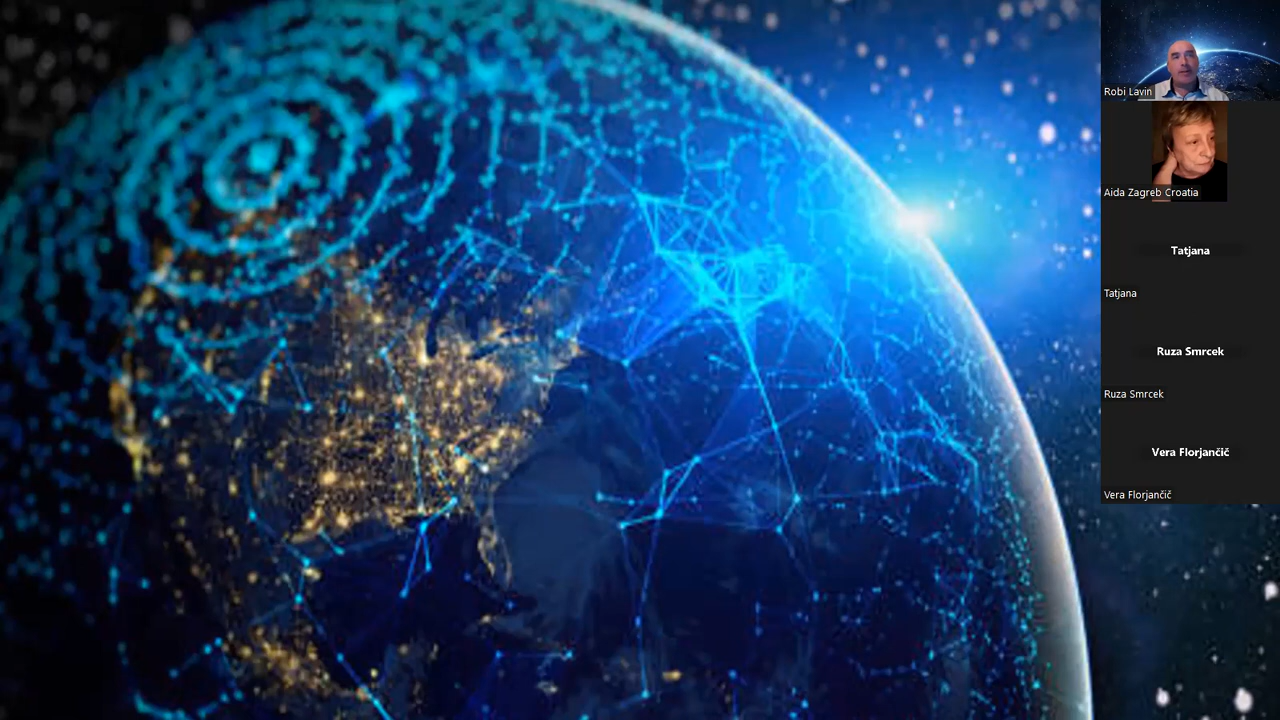 Robi Lavin
Aida Zagreb Croatia
Tatjana
Tatjana
Ruza Smrcek
Ruza Smrcek
Vera Florjančič
Vera Florjančič